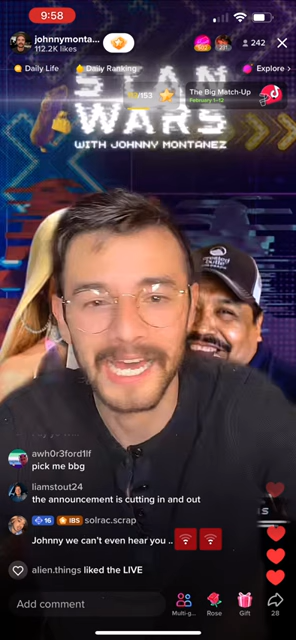 9:58
johnnymonta...
112.2K likes
242
Daily Life
Daily Ranking
Explore >
STAN
/153
The Big Match-Up
February 1-12
WARS
WITH JOHNNY MONTANEZ
awh0r3ford1lf
pick me bbg
liamstout24
the announcement is cutting in and out
16 IBS solrac.scrap
Johnny we can't even hear you ..
alien.things liked the LIVE
Add comment
Multi-g...
Rose
Gift
28